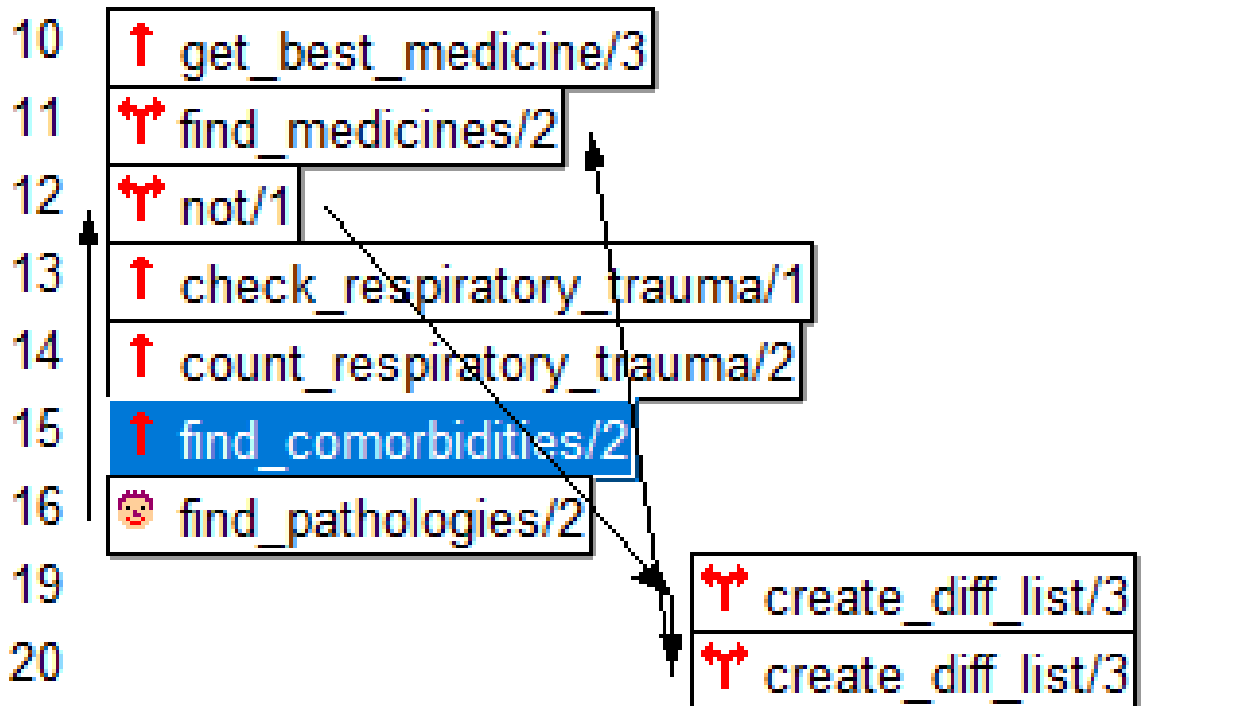 10 get_best_medicine/3
11 find_medicines/2
12 not/1
13 check_respiratory_trauma/1
14 count_respiratory_trauma/2
15 find_comorbidities/2
16 find_pathologies/2
19 create_diff_list/3
20 create_diff_list/3